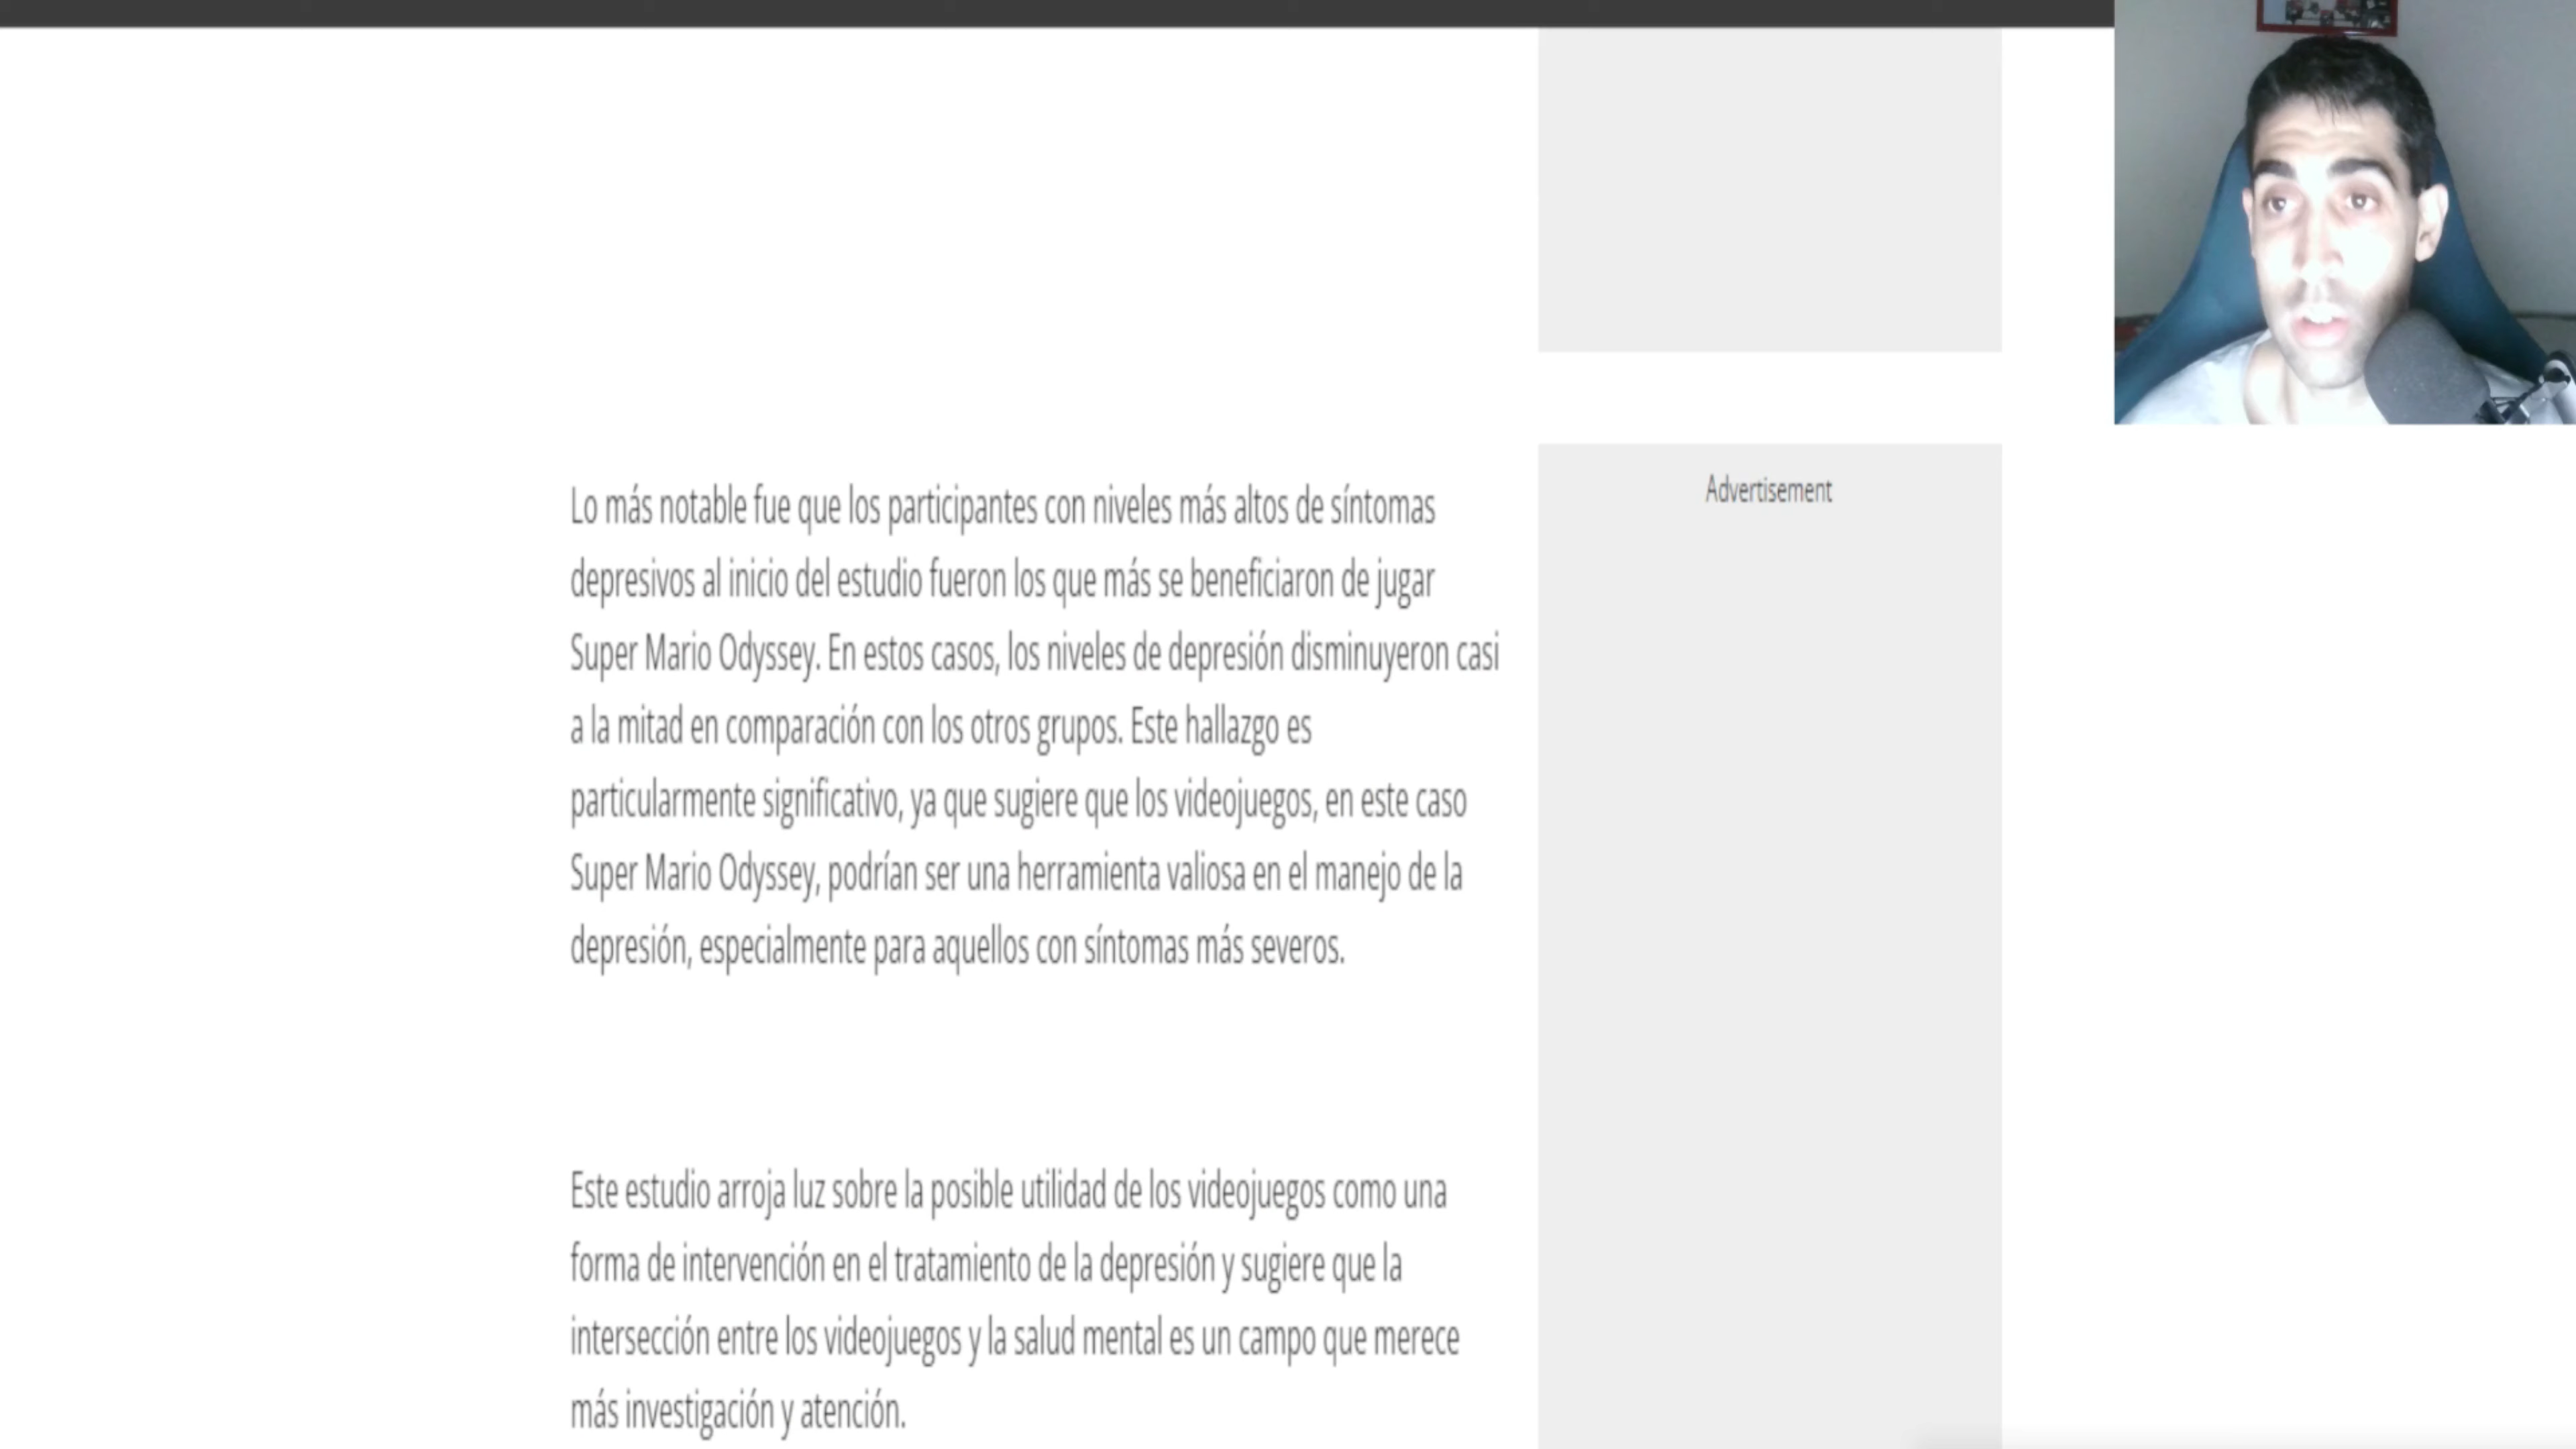 Advertisement
Lo más notable fue que los participantes con niveles más altos de síntomas
depresivos al inicio del estudio fueron los que más se beneficiaron de jugar
Super Mario Odyssey. En estos casos, los niveles de depresión disminuyeron casi
a la mitad en comparación con los otros grupos. Este hallazgo es
particularmente significativo, ya que sugiere que los videojuegos, en este caso
Super Mario Odyssey, podrían ser una herramienta valiosa en el manejo de la
depresión, especialmente para aquellos con síntomas más severos.
Este estudio arroja luz sobre la posible utilidad de los videojuegos como una
forma de intervención en el tratamiento de la depresión y sugiere que la
intersección entre los videojuegos y la salud mental es un campo que merece
más investigación y atención.